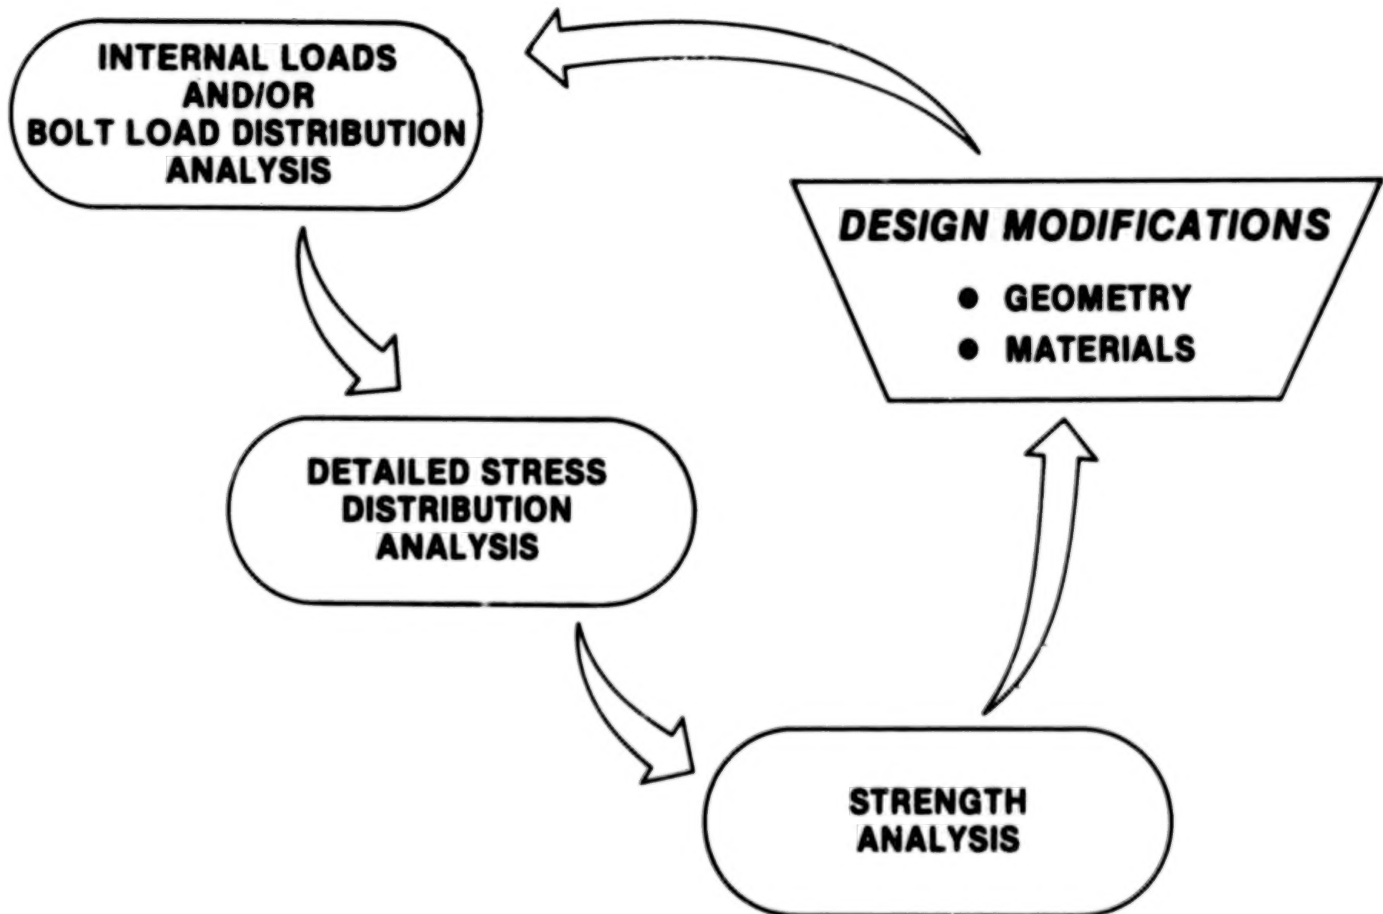 INTERNAL LOADS
AND/OR
BOLT LOAD DISTRIBUTION
ANALYSIS
DESIGN MODIFICATIONS
● GEOMETRY
● MATERIALS
DETAILED STRESS
DISTRIBUTION
ANALYSIS
STRENGTH
ANALYSIS